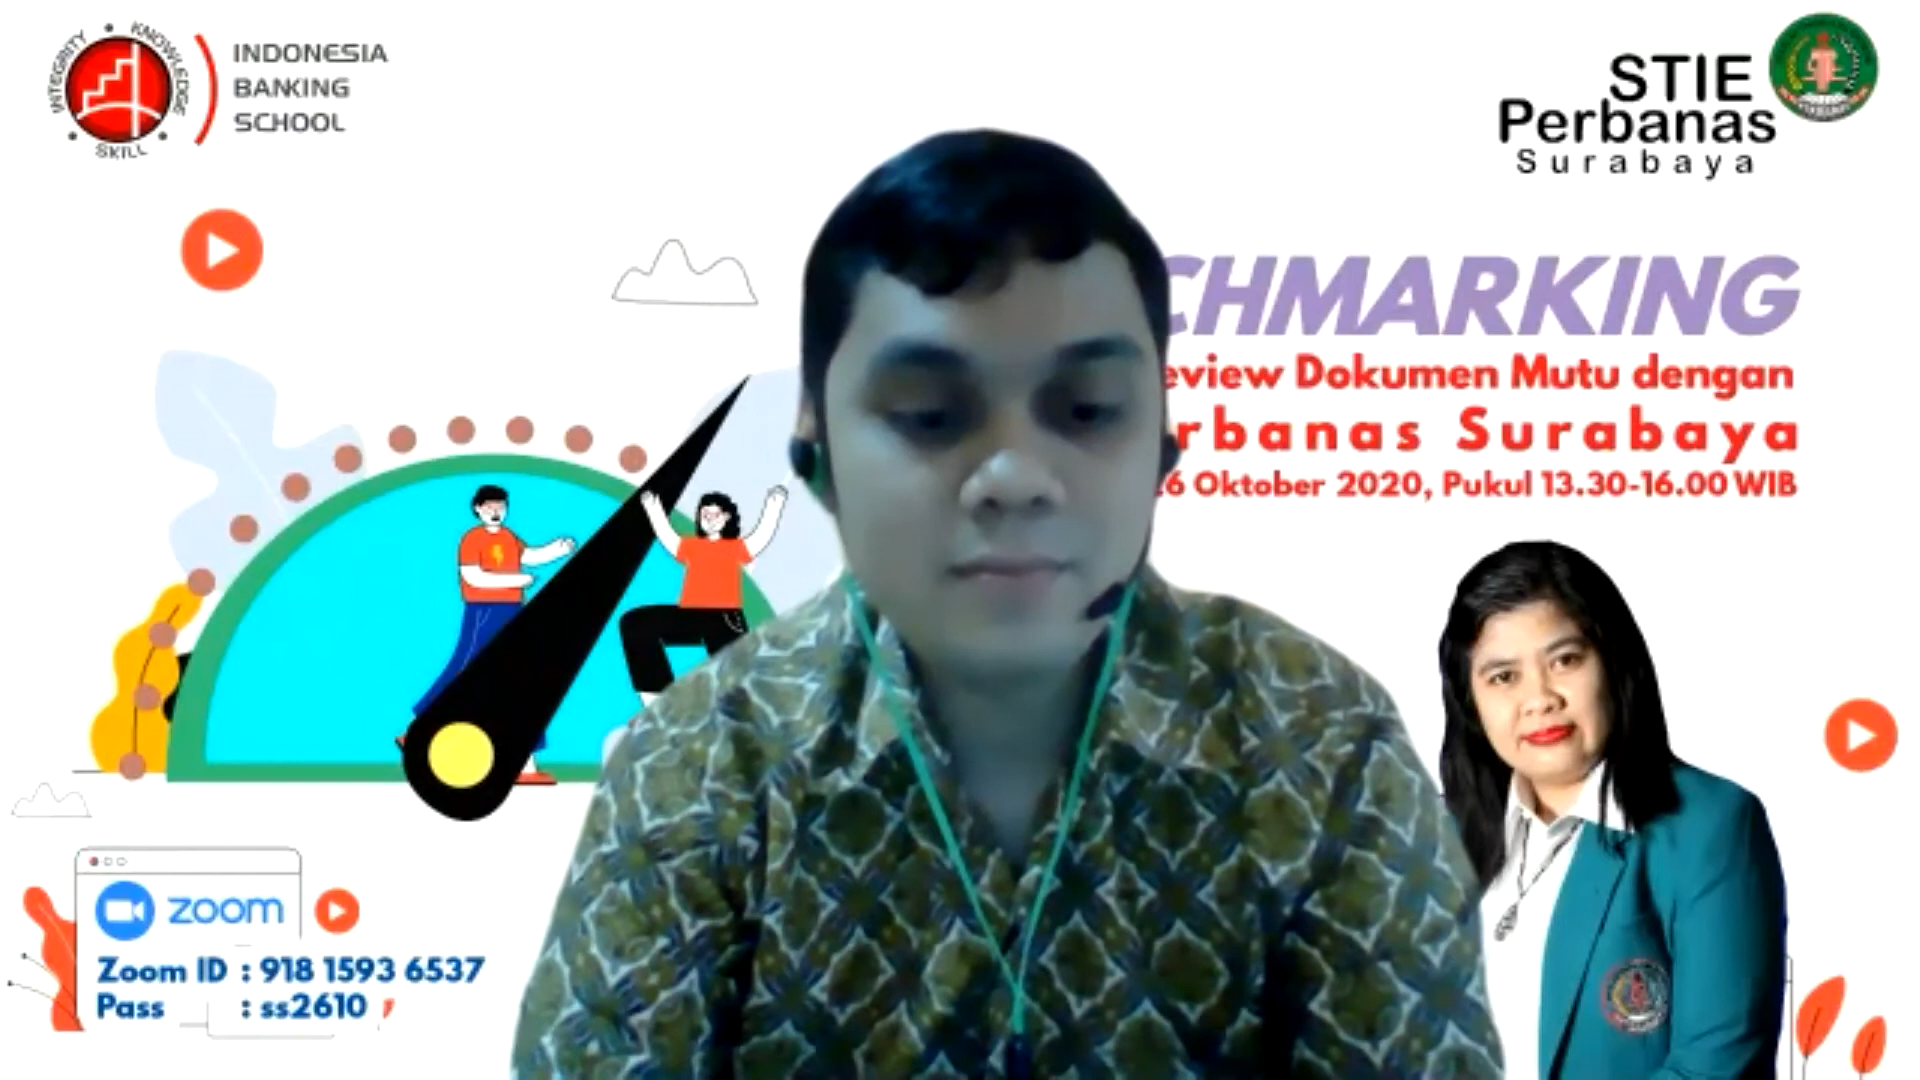 INTEGRITY KNOWLEDGE
SKILL
INDONESIA
BANKING
SCHOOL
STIE
Perbanas
Surabaya
CHMARKING
eview Dokumen Mutu dengan
rbanas Surabaya
26 Oktober 2020, Pukul 13.30-16.00 WIB
zoom
Zoom ID : 918 1593 6537
Pass : ss2610